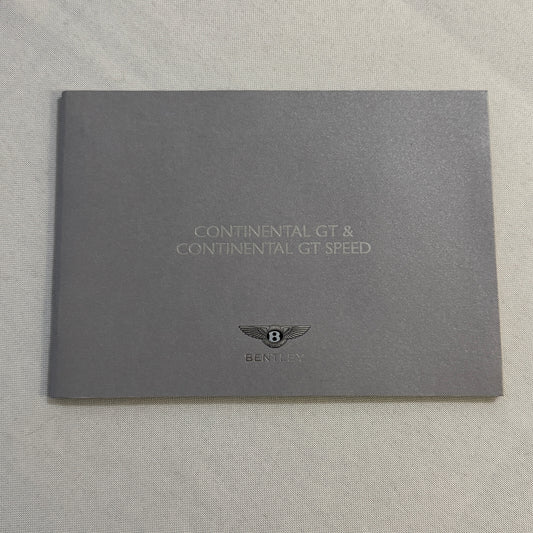 CONTINENTAL GT &
CONTINENTAL GT SPEED
B
BENTLEY